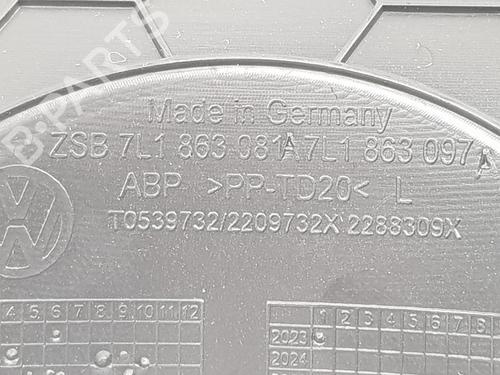 Made in Germany
ZSB 7L1 863 081A 7L1 863 097A
ABP >PP-TD20< L
T0539732/2209732X 2288309X
4 5 6 7 8 9 10 11 12
1 2 3 4 5 6 7 8
2023
2024
B-PARTS